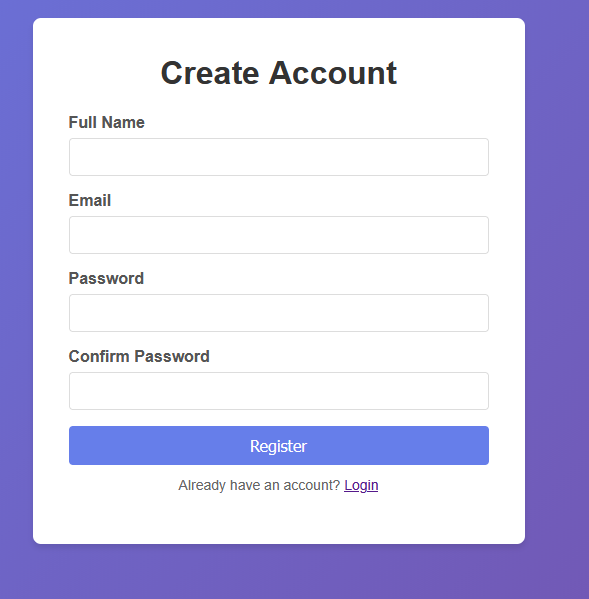 Create Account
Full Name
Email
Password
Confirm Password
Register
Already have an account? Login